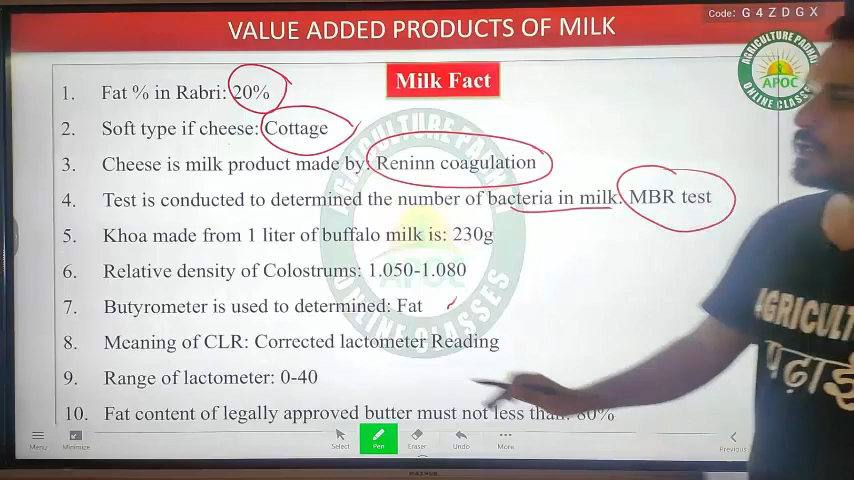 Code: G4ZDGX
VALUE ADDED PRODUCTS OF MILK
AGRICULTURE PADHAI
APOC
ONLINE CLASSES
Milk Fact
1. Fat % in Rabri: 20%
2. Soft type if cheese: Cottage
3. Cheese is milk product made by: Reninn coagulation
4. Test is conducted to determined the number of bacteria in milk: MBR test
5. Khoa made from 1 liter of buffalo milk is: 230g
6. Relative density of Colostrums: 1.050-1.080
7. Butyrometer is used to determined: Fat
8. Meaning of CLR: Corrected lactometer Reading
9. Range of lactometer: 0-40
10. Fat content of legally approved butter must not less than: 80%
AGRICULTURE PADHAI
APOC
ONLINE CLASSES
AGRICULT
पढ़ाई
Menu
Minimize
Select
Pen
Eraser
Undo
More
Previous